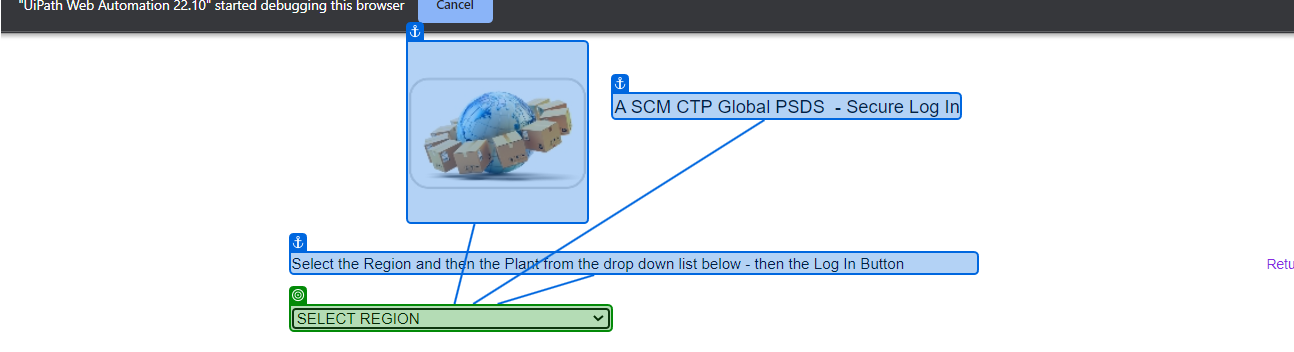 "UiPath Web Automation 22.10" started debugging this browser
Cancel
A SCM CTP Global PSDS - Secure Log In
Select the Region and then the Plant from the drop down list below - then the Log In Button
Retu
SELECT REGION